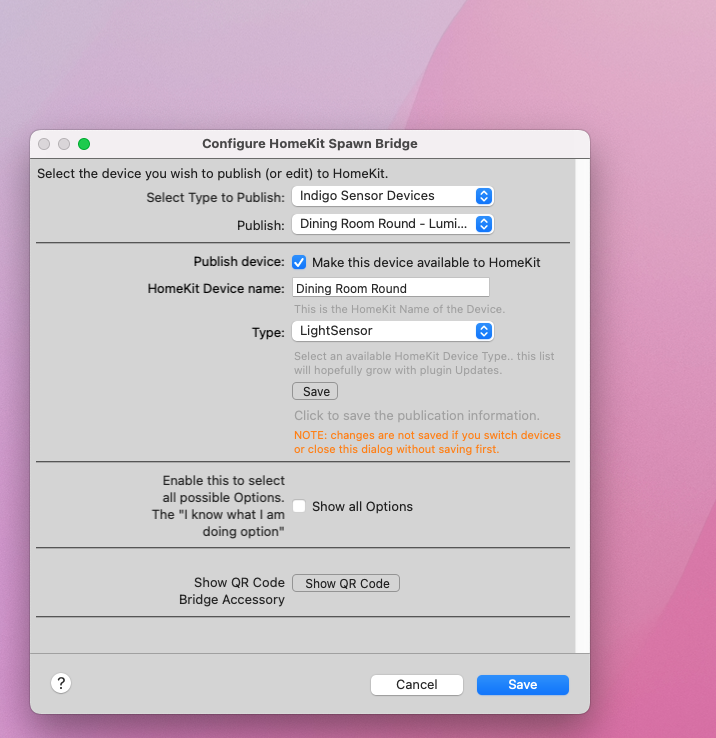 Configure HomeKit Spawn Bridge
Select the device you wish to publish (or edit) to HomeKit.
Select Type to Publish: Indigo Sensor Devices
Publish: Dining Room Round - Lumi...
Publish device: Make this device available to HomeKit
HomeKit Device name: Dining Room Round
This is the HomeKit Name of the Device.
Type: LightSensor
Select an available HomeKit Device Type.. this list
will hopefully grow with plugin Updates.
Save
Click to save the publication information.
NOTE: changes are not saved if you switch devices
or close this dialog without saving first.
Enable this to select
all possible Options.
The "I know what I am
doing option"
Show all Options
Show QR Code
Bridge Accessory
Show QR Code
?
Cancel
Save